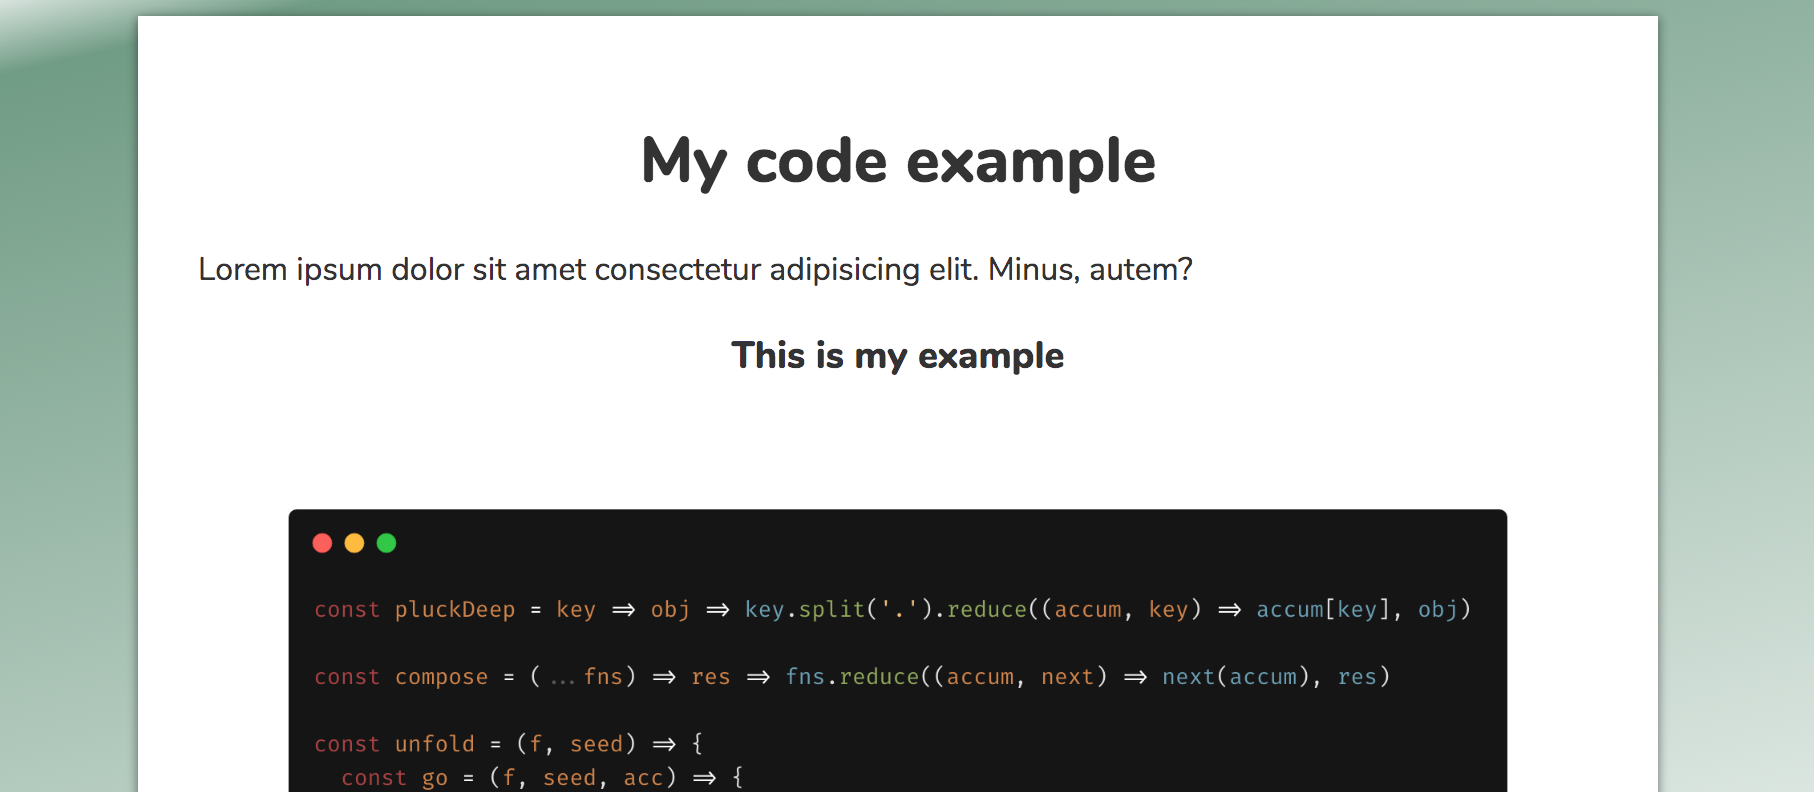 My code example
Lorem ipsum dolor sit amet consectetur adipisicing elit. Minus, autem?
This is my example
const pluckDeep = key => obj => key.split('.').reduce((accum, key) => accum[key], obj)
const compose = (...fns) => res => fns.reduce((accum, next) => next(accum), res)
const unfold = (f, seed) => {
  const go = (f, seed, acc) => {